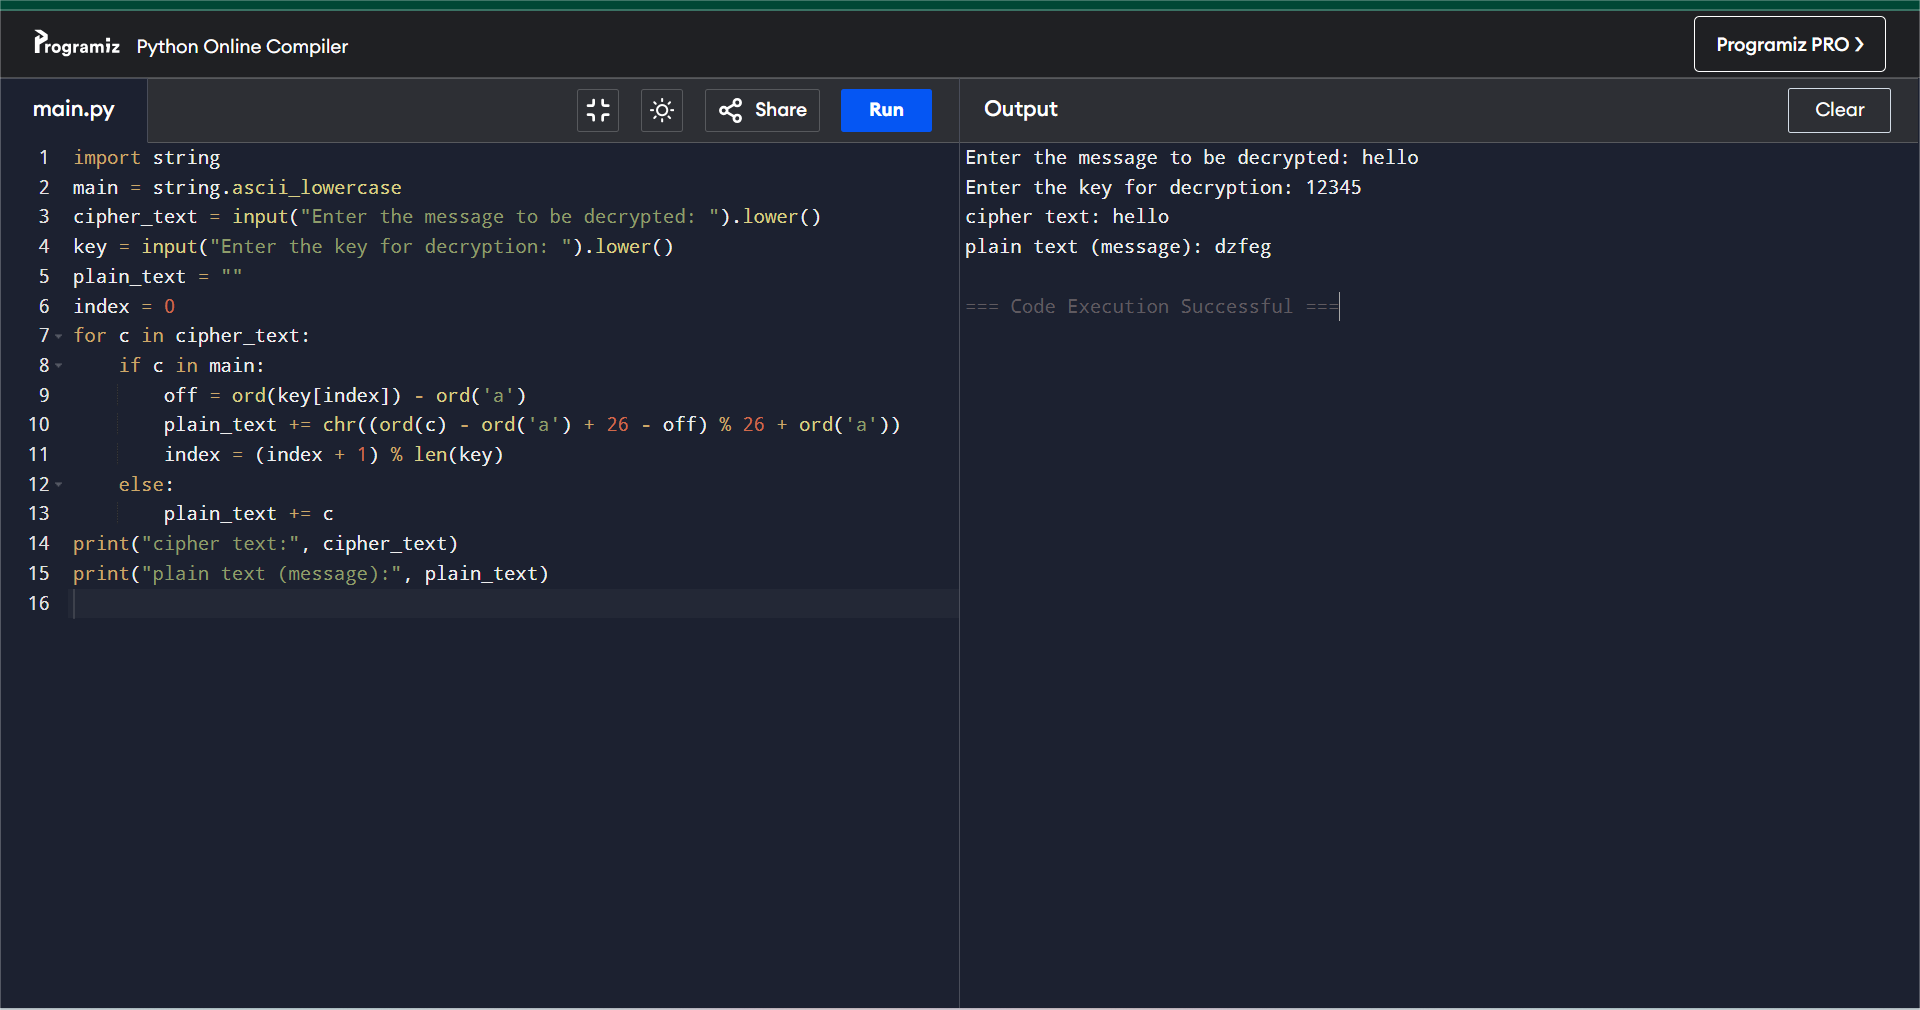 Programiz Python Online Compiler
Programiz PRO ❯
main.py
Share
Run
Output
Clear
1 import string
2 main = string.ascii_lowercase
3 cipher_text = input("Enter the message to be decrypted: ").lower()
4 key = input("Enter the key for decryption: ").lower()
5 plain_text = ""
6 index = 0
7 for c in cipher_text:
8     if c in main:
9         off = ord(key[index]) - ord('a')
10         plain_text += chr((ord(c) - ord('a') + 26 - off) % 26 + ord('a'))
11         index = (index + 1) % len(key)
12     else:
13         plain_text += c
14 print("cipher text:", cipher_text)
15 print("plain text (message):", plain_text)
16
Enter the message to be decrypted: hello
Enter the key for decryption: 12345
cipher text: hello
plain text (message): dzfeg
=== Code Execution Successful ===